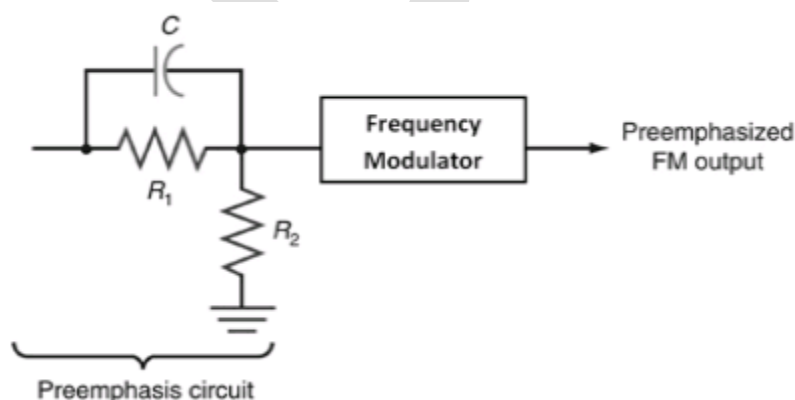 C
Frequency
Modulator
Preemphasized
FM output
R₁
R₂
Preemphasis circuit